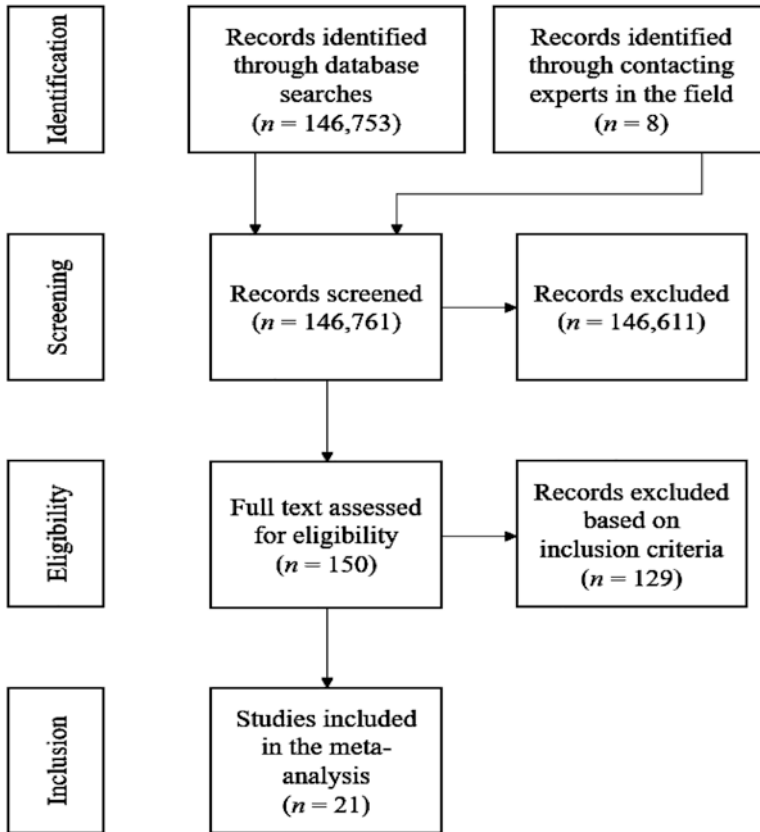 Identification
Records identified
through database
searches
(n = 146,753)
Records identified
through contacting
experts in the field
(n = 8)
Screening
Records screened
(n = 146,761)
Records excluded
(n = 146,611)
Eligibility
Full text assessed
for eligibility
(n = 150)
Records excluded
based on
inclusion criteria
(n = 129)
Inclusion
Studies included
in the meta-
analysis
(n = 21)